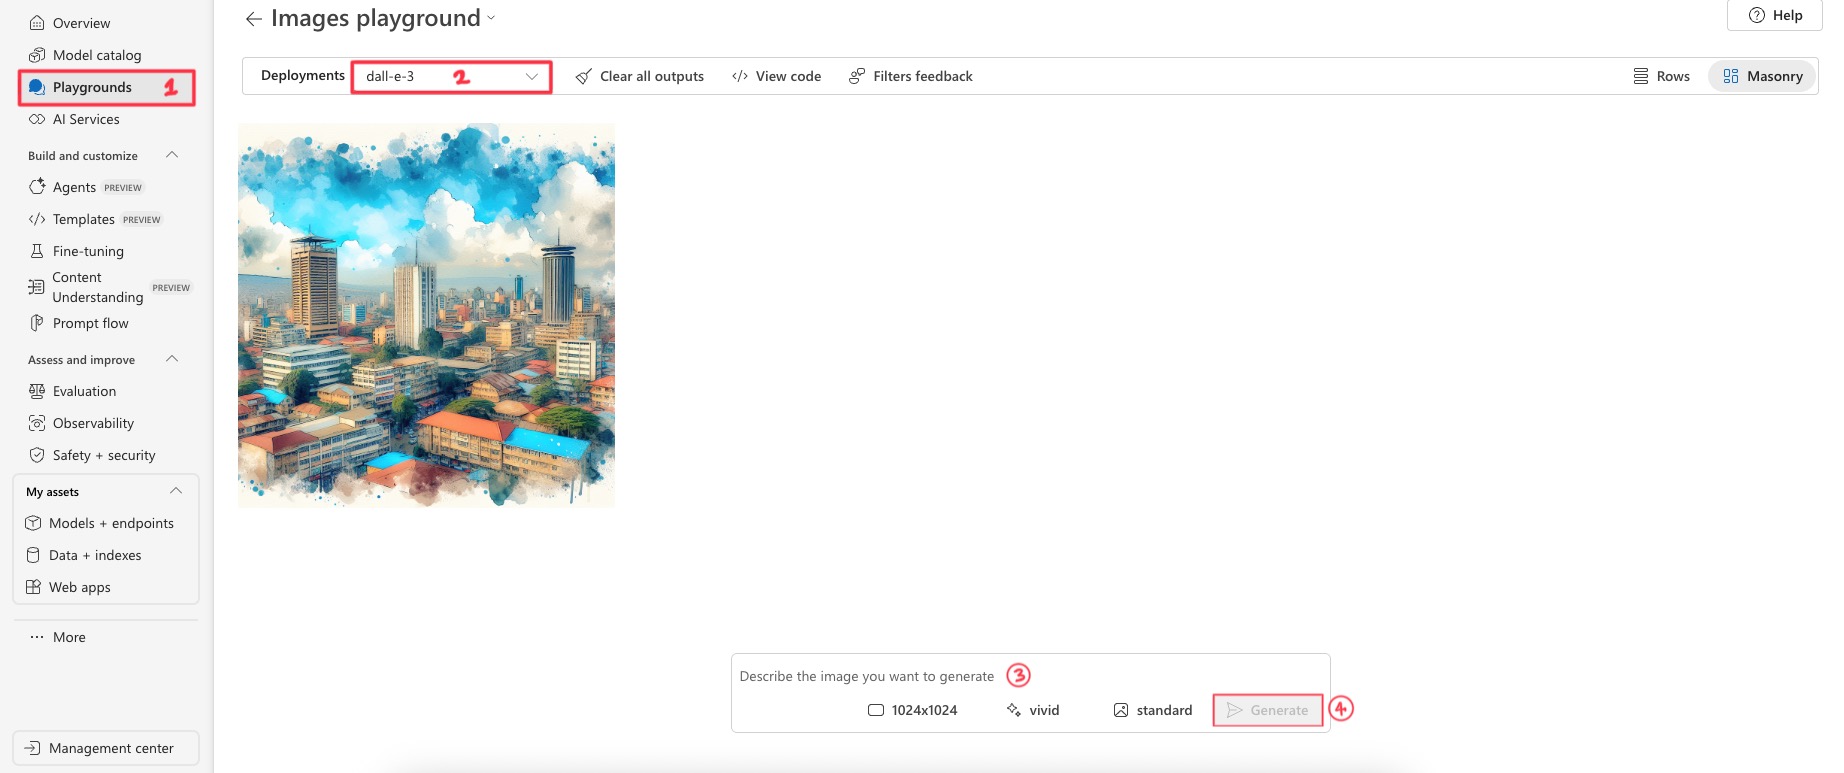 Overview
Model catalog
Playgrounds 1
AI Services
Build and customize
Agents PREVIEW
Templates PREVIEW
Fine-tuning
Content
Understanding PREVIEW
Prompt flow
Assess and improve
Evaluation
Observability
Safety + security
My assets
Models + endpoints
Data + indexes
Web apps
More
Management center
Images playground
Help
Deployments dall-e-3 2 Clear all outputs View code Filters feedback Rows Masonry
Describe the image you want to generate 3
1024x1024 vivid standard Generate 4